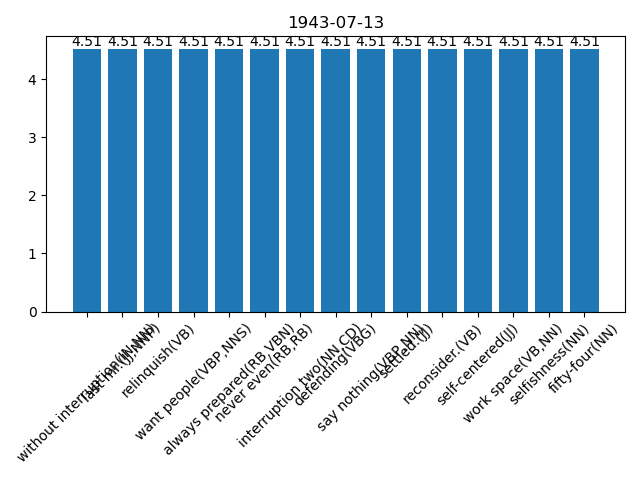 1943-07-13
4.51 4.51 4.51 4.51 4.51 4.51 4.51 4.51 4.51 4.51 4.51 4.51 4.51 4.51 4.51
4
3
2
1
0
without interruption(IN,NN)
last mr.(JJ,NNP)
relinquish(VB)
want people(VBP,NNS)
always prepared(RB,VBN)
never even(RB,RB)
interruption two(NN,CD)
defending(VBG)
say nothing(VBP,NN)
settled.(JJ)
reconsider.(VB)
self-centered(JJ)
work space(VB,NN)
selfishness(NN)
fifty-four(NN)